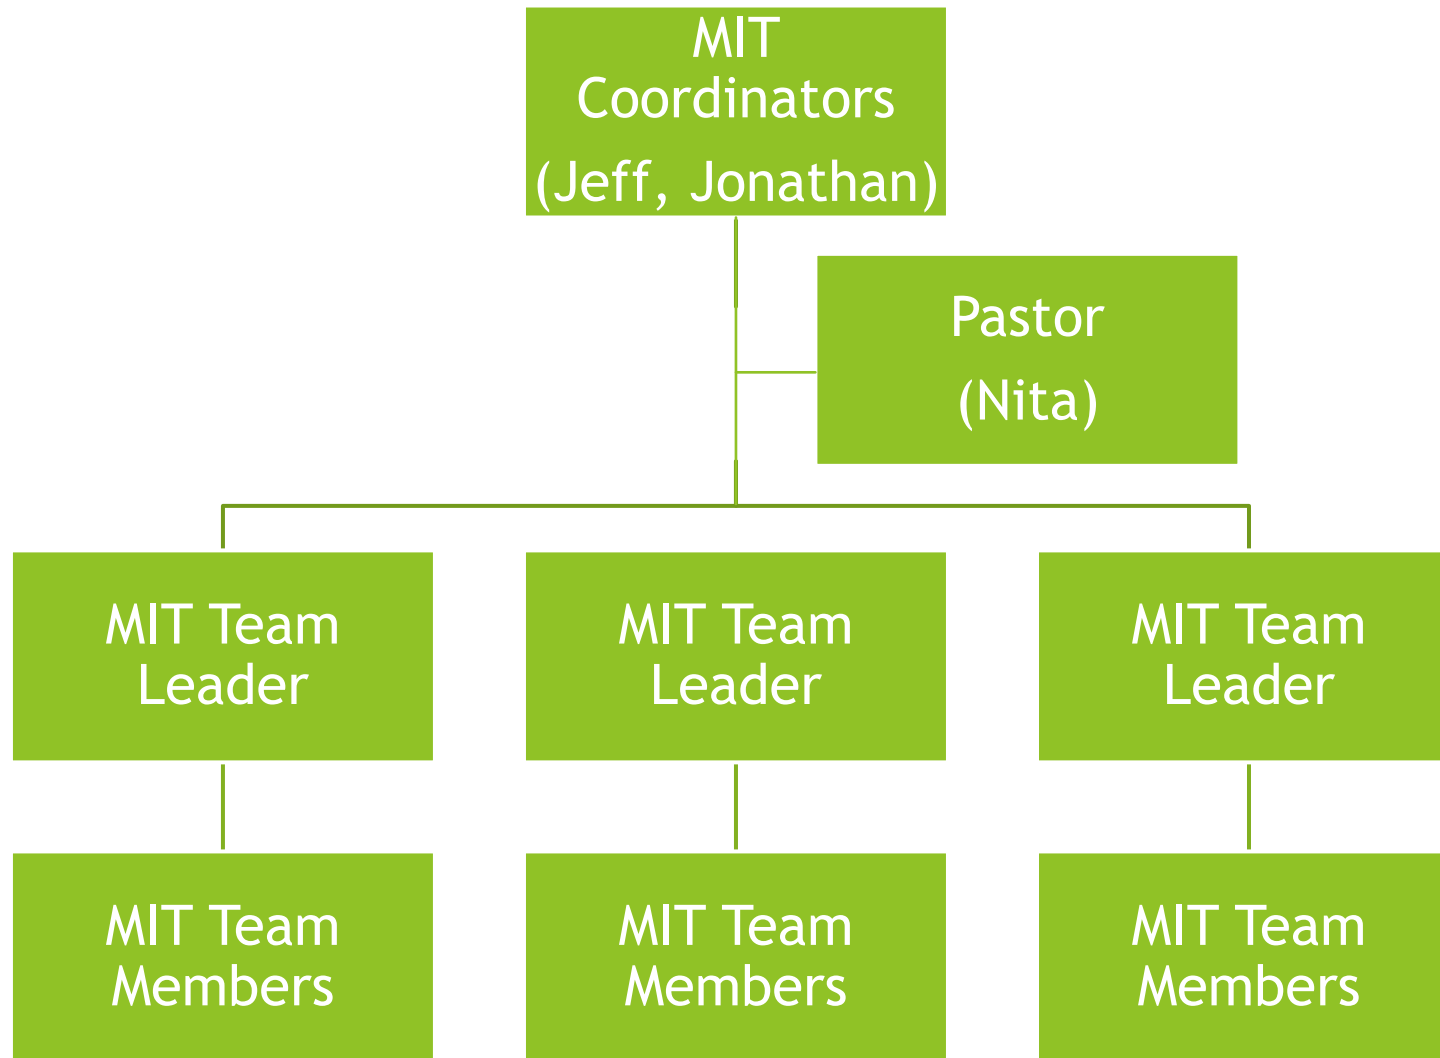 MIT
Coordinators
(Jeff, Jonathan)
Pastor
(Nita)
MIT Team
Leader
MIT Team
Leader
MIT Team
Leader
MIT Team
Members
MIT Team
Members
MIT Team
Members